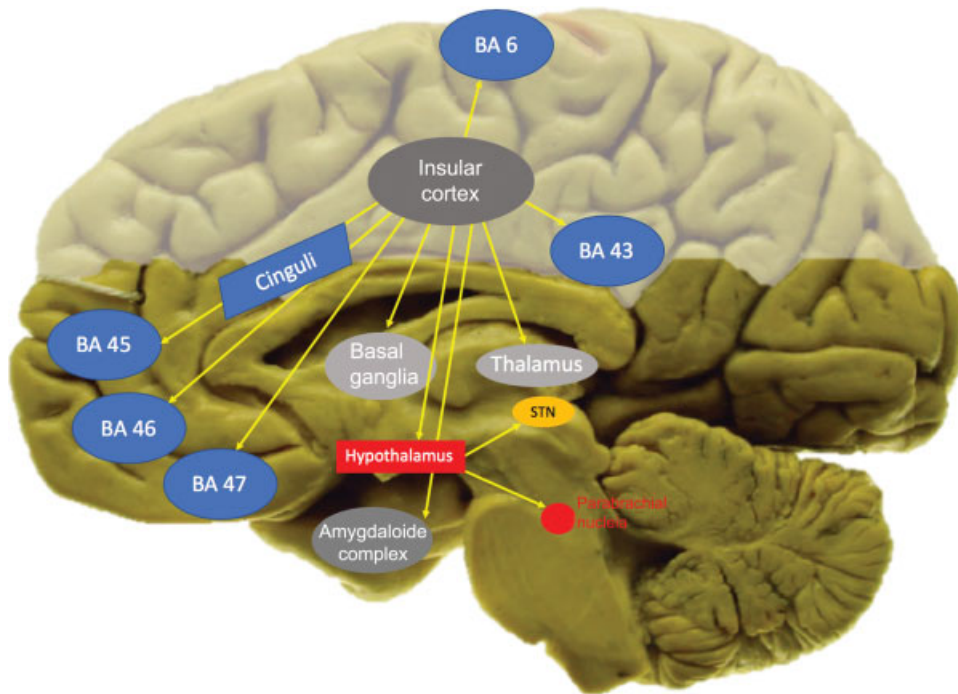 BA 6
Insular
cortex
BA 43
Cinguli
BA 45
Basal
ganglia
Thalamus
BA 46
STN
Hypothalamus
BA 47
Parabrachial
nucleia
Amygdaloide
complex